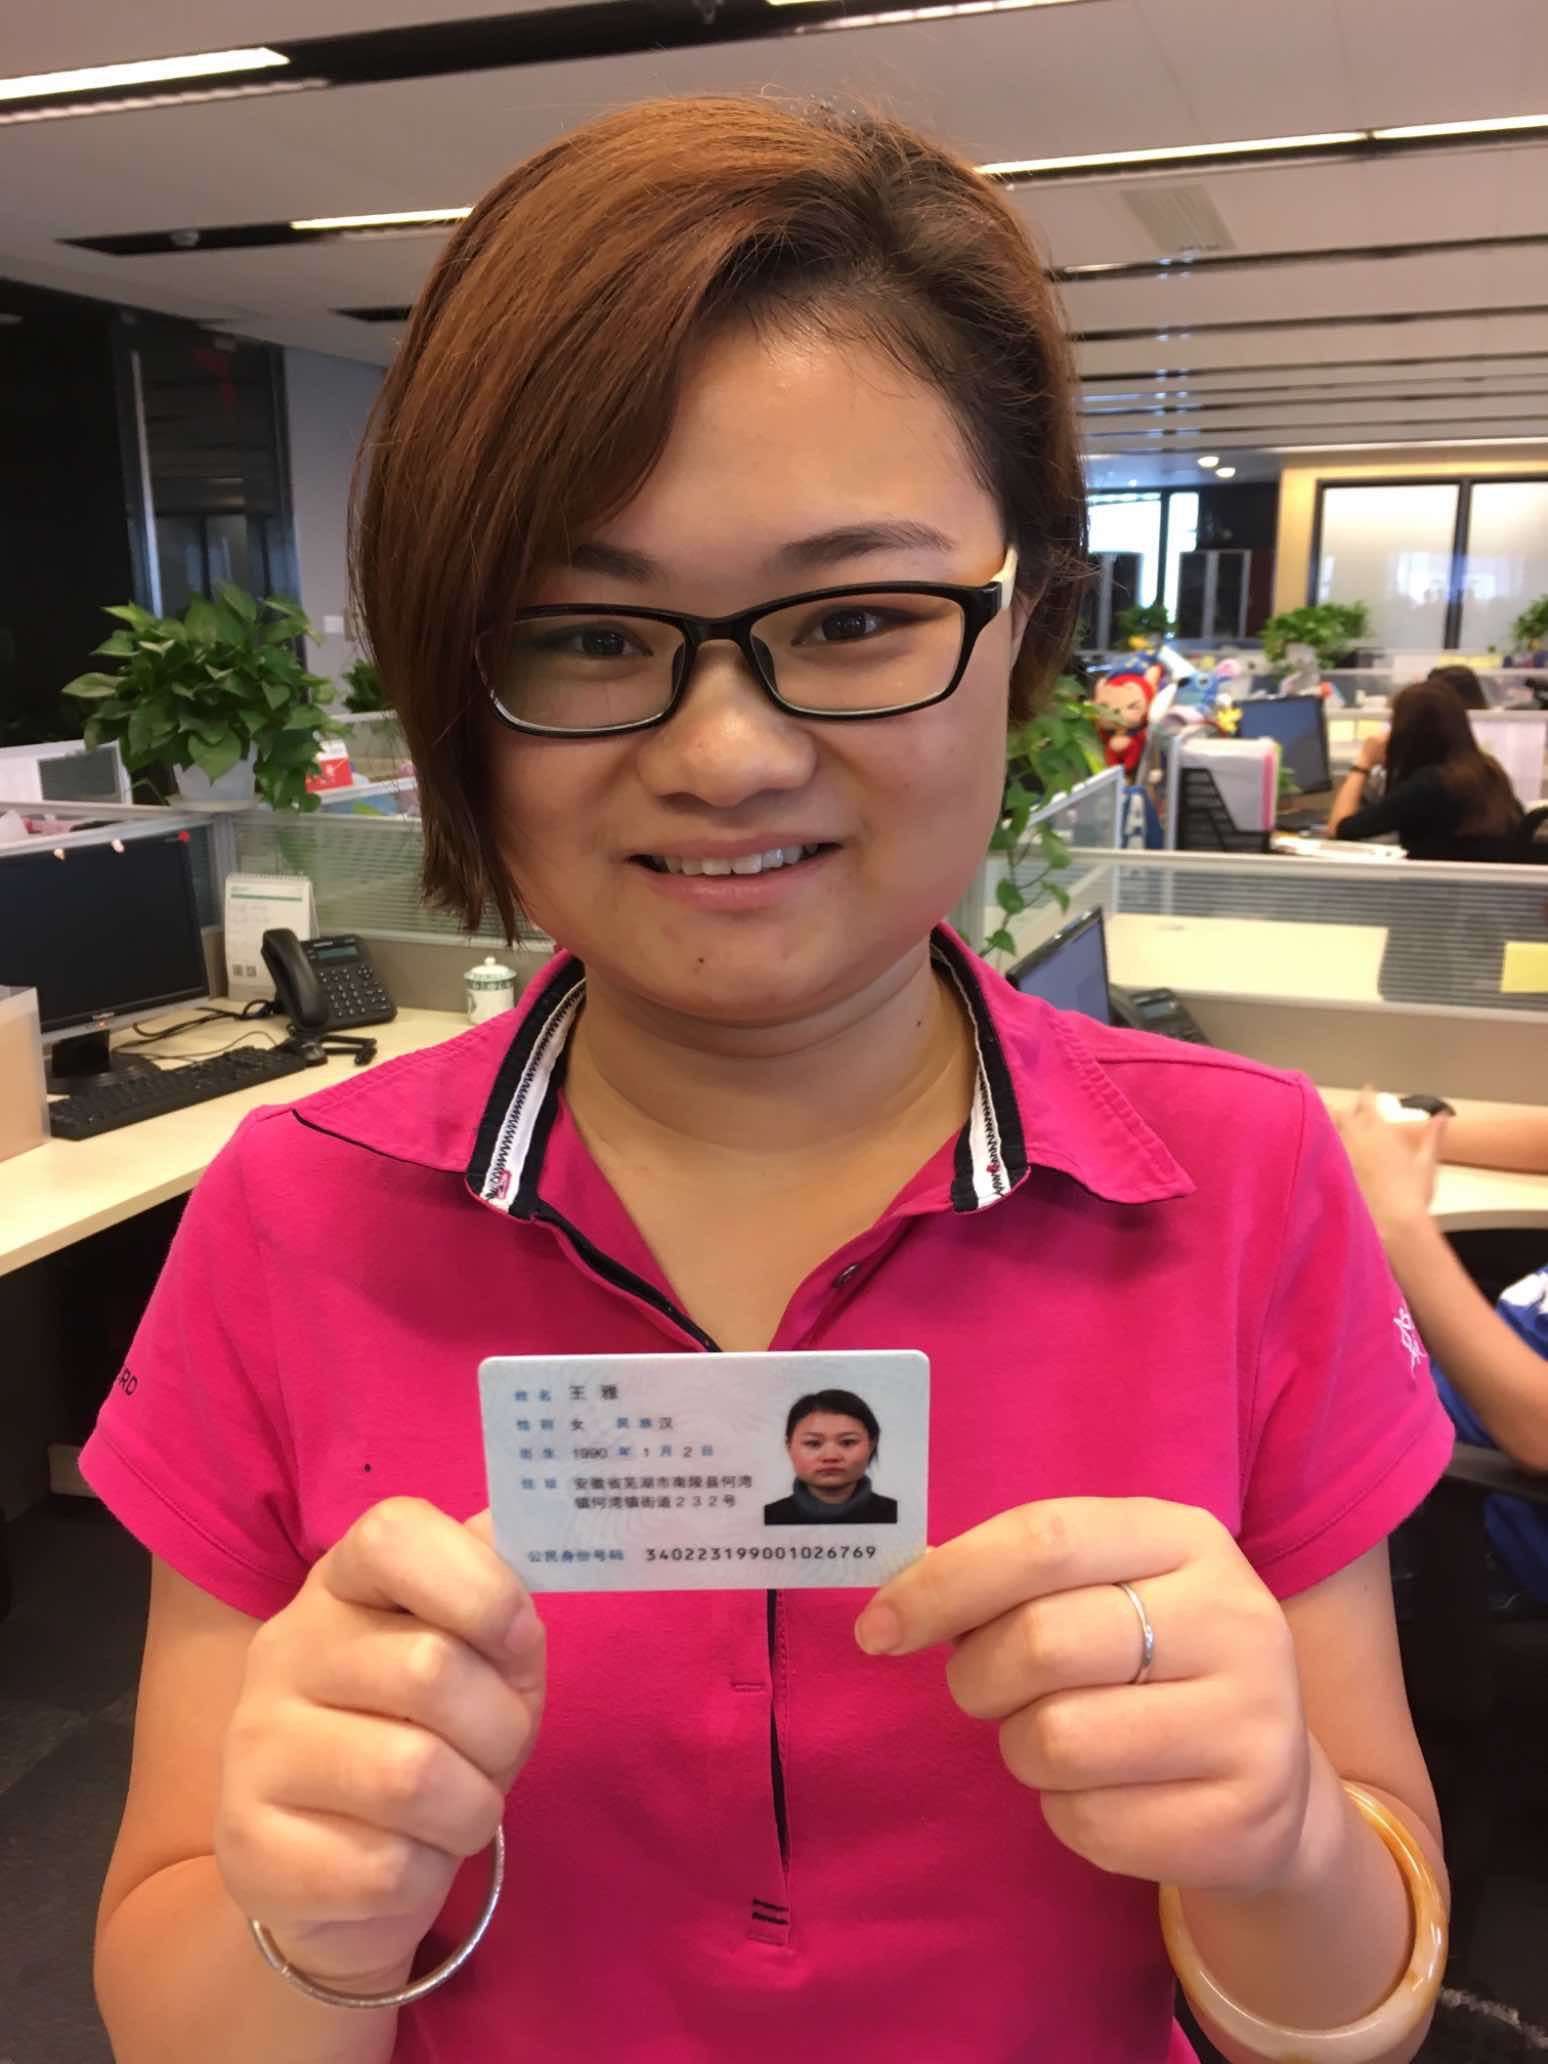 姓名 王雅
性别 女 民族 汉
出生 1990 年 1 月 2 日
住址 安徽省芜湖市南陵县何湾
镇何湾镇街道232号
公民身份号码 340223199001026769
RD